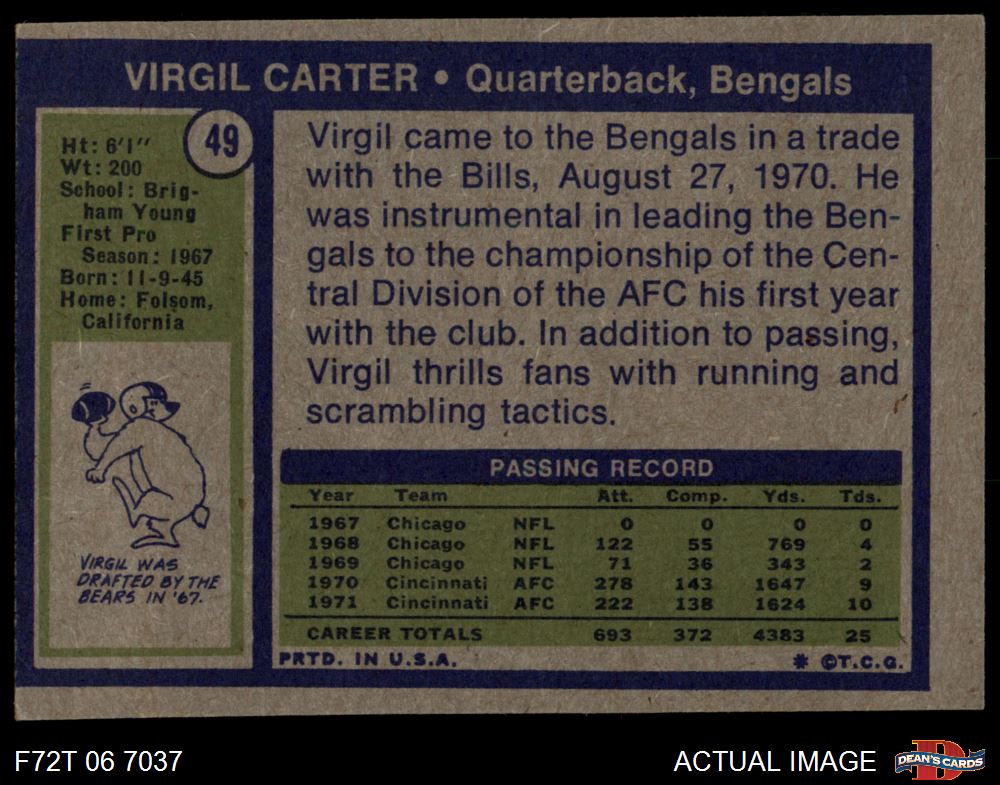 VIRGIL CARTER • Quarterback, Bengals
49
Ht: 6'1"
Wt: 200
School: Brig-
ham Young
First Pro
Season: 1967
Born: 11-9-45
Home: Folsom,
California
VIRGIL WAS
DRAFTED BY THE
BEARS IN '67.
Virgil came to the Bengals in a trade
with the Bills, August 27, 1970. He
was instrumental in leading the Ben-
gals to the championship of the Cen-
tral Division of the AFC his first year
with the club. In addition to passing,
Virgil thrills fans with running and
scrambling tactics.
PASSING RECORD
Year Team Att. Comp. Yds. Tds.
1967 Chicago NFL 0 0 0 0
1968 Chicago NFL 122 55 769 4
1969 Chicago NFL 71 36 343 2
1970 Cincinnati AFC 278 143 1647 9
1971 Cincinnati AFC 222 138 1624 10
CAREER TOTALS 693 372 4383 25
PRTD. IN U.S.A. * ©T.C.G.
F72T 06 7037 ACTUAL IMAGE DEAN'S CARDS